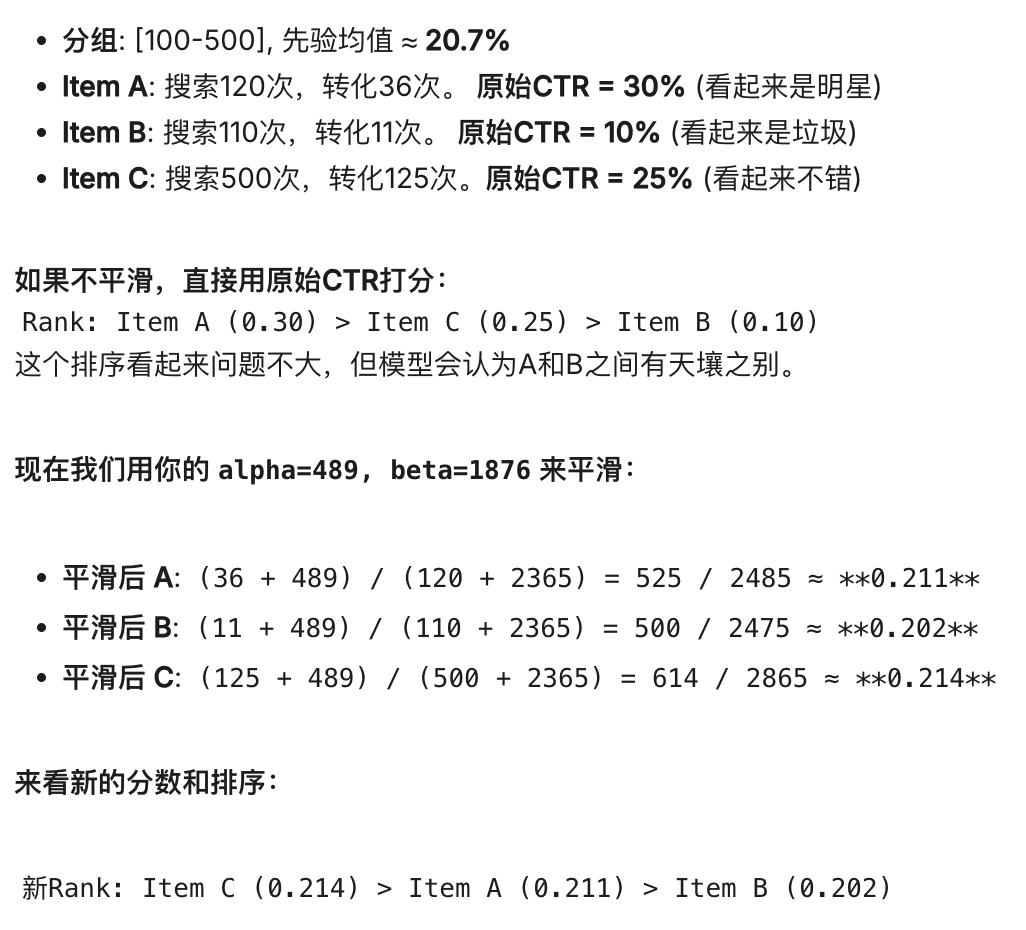 • 分组: [100-500], 先验均值 ≈ 20.7%
• Item A: 搜索120次，转化36次。 原始CTR = 30% (看起来是明星)
• Item B: 搜索110次，转化11次。 原始CTR = 10% (看起来是垃圾)
• Item C: 搜索500次，转化125次。原始CTR = 25% (看起来不错)
如果不平滑，直接用原始CTR打分：
Rank: Item A (0.30) > Item C (0.25) > Item B (0.10)
这个排序看起来问题不大，但模型会认为A和B之间有天壤之别。
现在我们用你的 alpha=489, beta=1876 来平滑：
• 平滑后 A: (36 + 489) / (120 + 2365) = 525 / 2485 ≈ **0.211**
• 平滑后 B: (11 + 489) / (110 + 2365) = 500 / 2475 ≈ **0.202**
• 平滑后 C: (125 + 489) / (500 + 2365) = 614 / 2865 ≈ **0.214**
来看新的分数和排序：
新Rank: Item C (0.214) > Item A (0.211) > Item B (0.202)